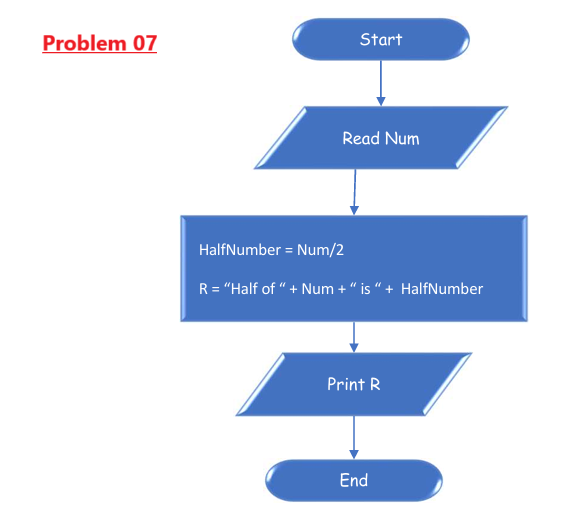 Problem 07
Start
Read Num
HalfNumber = Num/2
R = “Half of “ + Num + “ is “ + HalfNumber
Print R
End